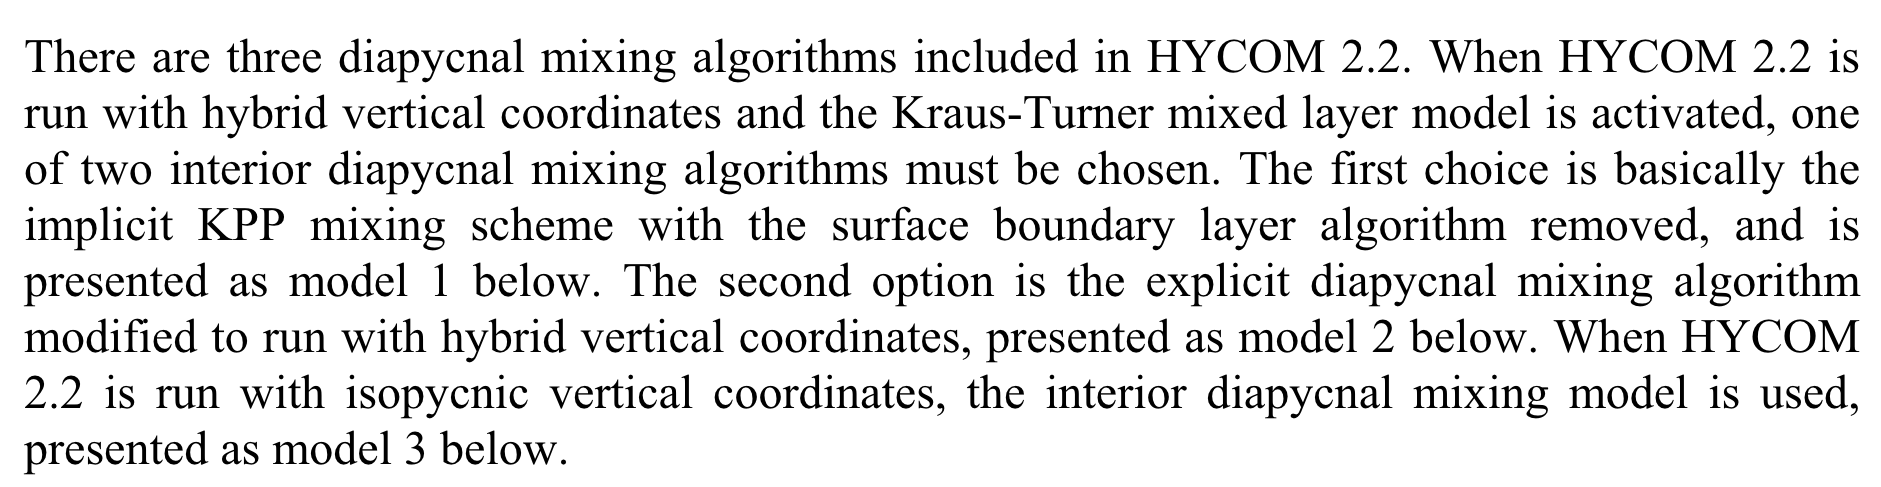 There are three diapycnal mixing algorithms included in HYCOM 2.2. When HYCOM 2.2 is
run with hybrid vertical coordinates and the Kraus-Turner mixed layer model is activated, one
of two interior diapycnal mixing algorithms must be chosen. The first choice is basically the
implicit KPP mixing scheme with the surface boundary layer algorithm removed, and is
presented as model 1 below. The second option is the explicit diapycnal mixing algorithm
modified to run with hybrid vertical coordinates, presented as model 2 below. When HYCOM
2.2 is run with isopycnic vertical coordinates, the interior diapycnal mixing model is used,
presented as model 3 below.